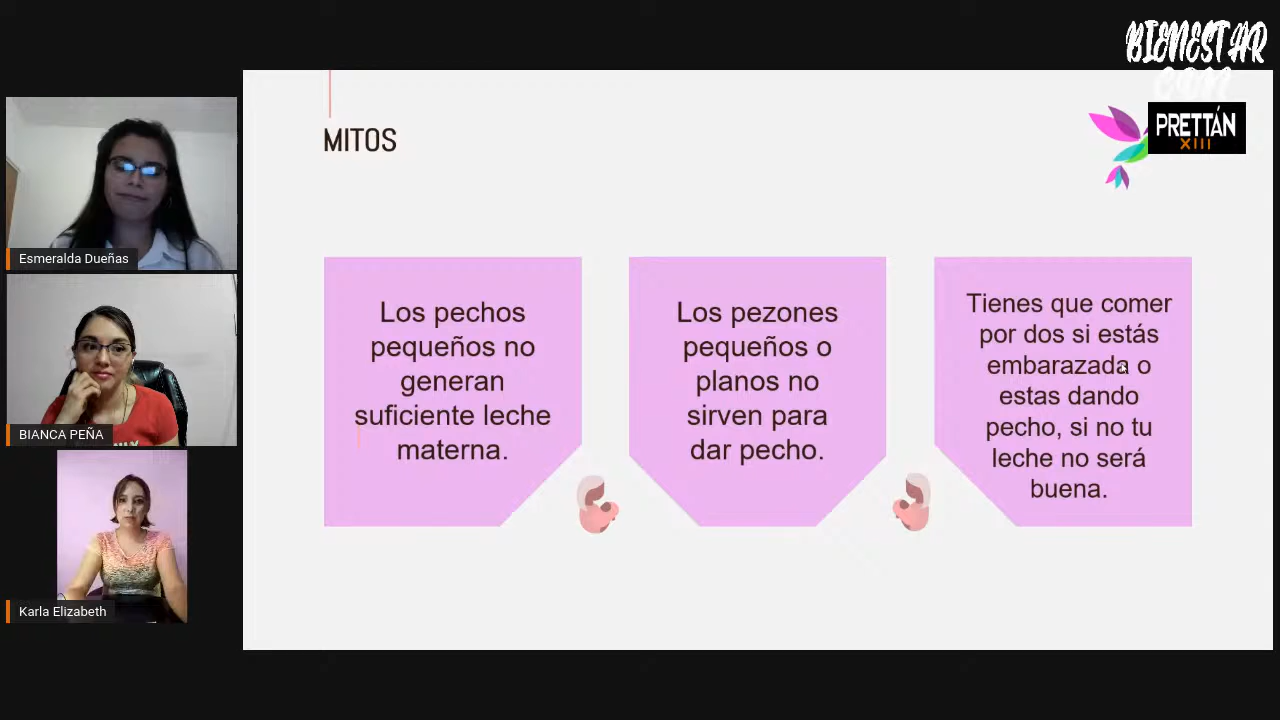 BIENESTAR
CON
PRETTÁN
XIII
MITOS
Esmeralda Dueñas
BIANCA PEÑA
Karla Elizabeth
Los pechos
pequeños no
generan
suficiente leche
materna.
Los pezones
pequeños o
planos no
sirven para
dar pecho.
Tienes que comer
por dos si estás
embarazada o
estas dando
pecho, si no tu
leche no será
buena.